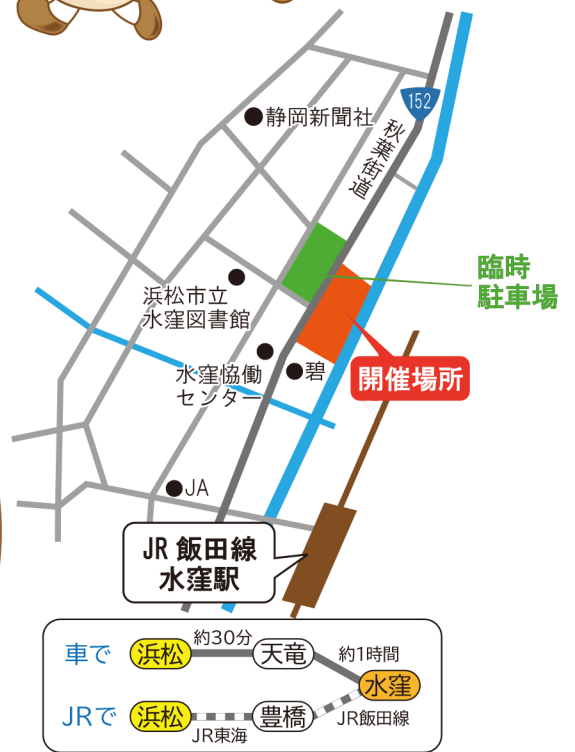 152
静岡新聞社
秋葉街道
臨時
駐車場
浜松市立
水窪図書館
水窪協働
センター
碧
開催場所
JA
JR 飯田線
水窪駅
車で 浜松 約30分 天竜 約1時間
水窪
JRで 浜松 JR東海 豊橋 JR飯田線